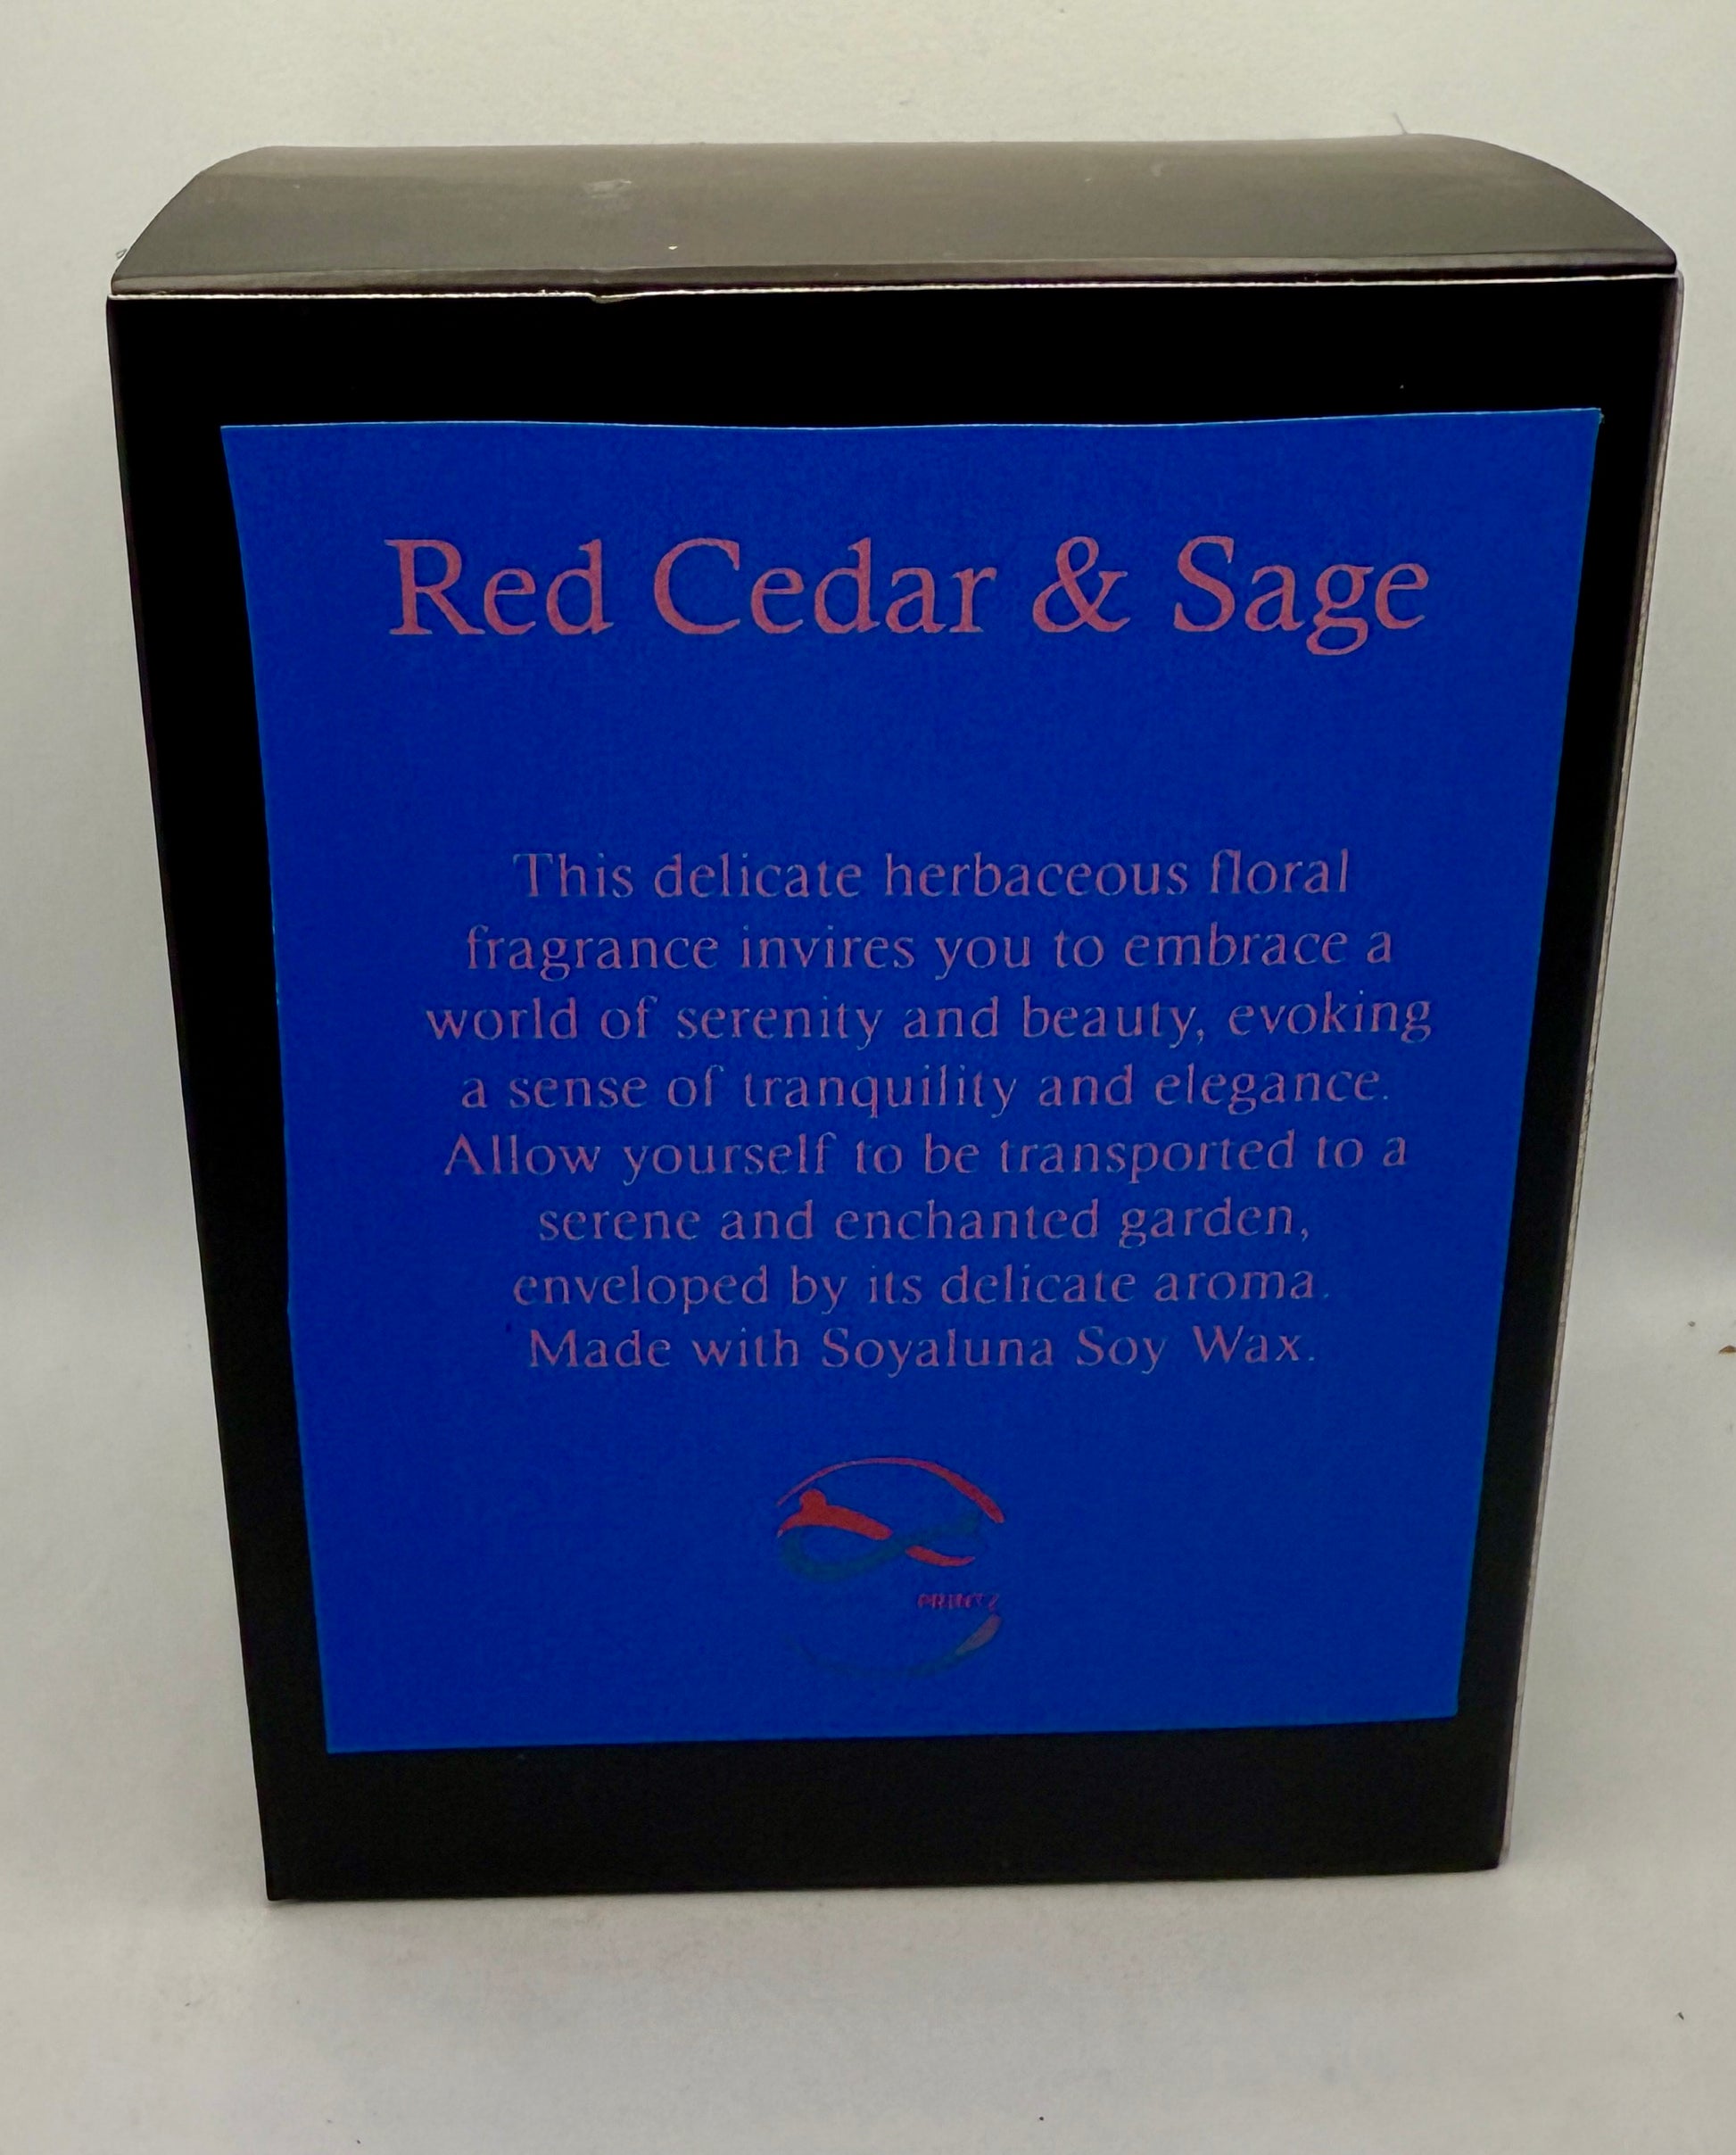 Red Cedar & Sage
This delicate herbaceous floral
fragrance invires you to embrace a
world of serenity and beauty, evoking
a sense of tranquility and elegance.
Allow yourself to be transported to a
serene and enchanted garden,
enveloped by its delicate aroma.
Made with Soyaluna Soy Wax.